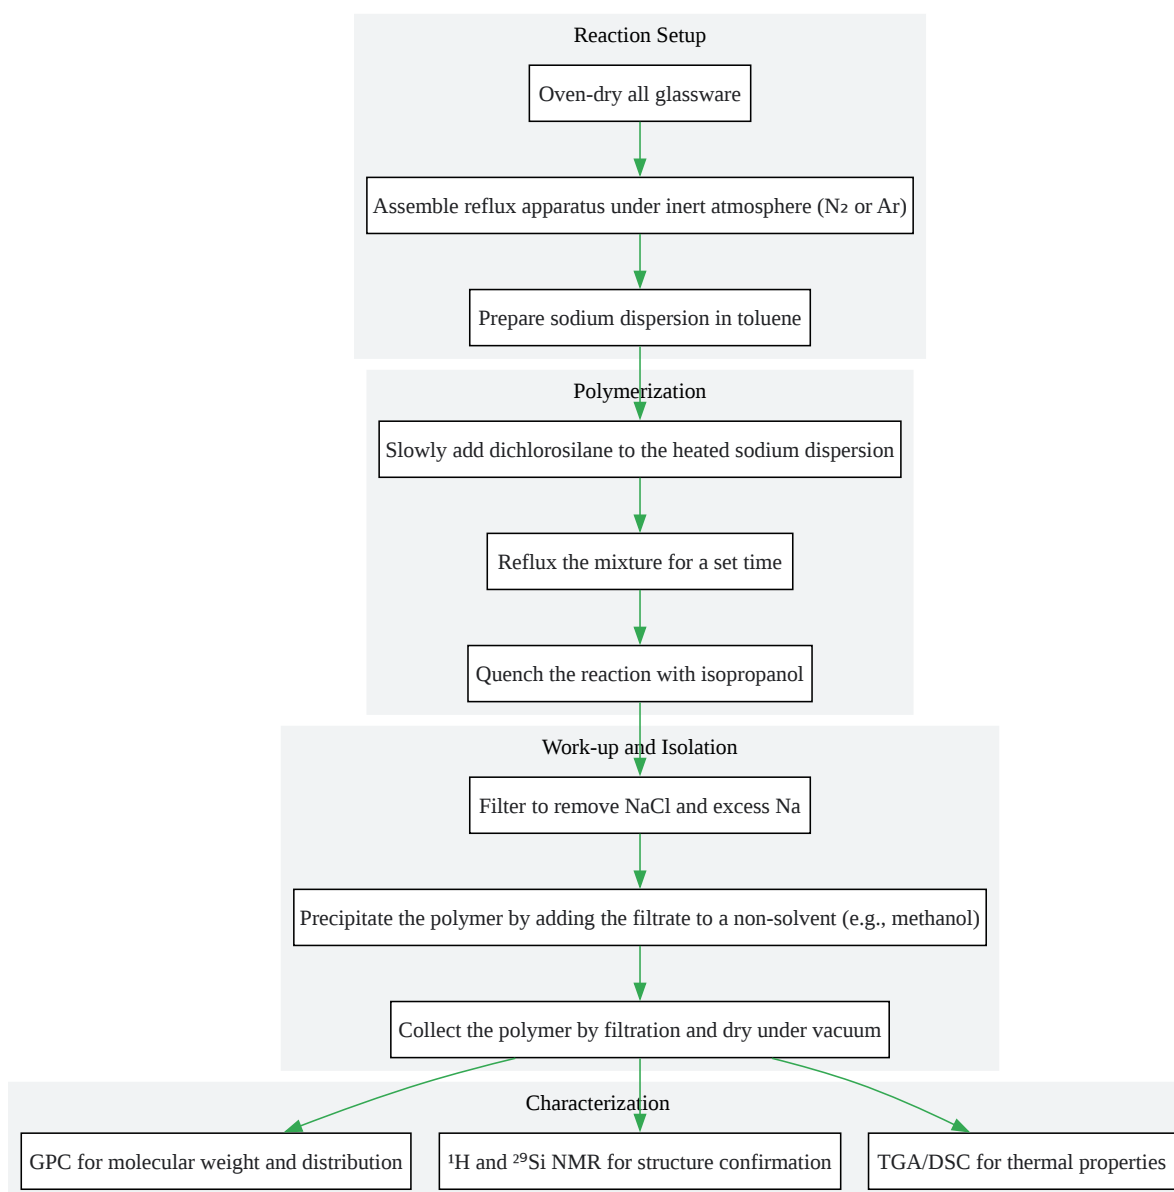 Reaction Setup
Oven-dry all glassware
Assemble reflux apparatus under inert atmosphere (N₂ or Ar)
Prepare sodium dispersion in toluene
Polymerization
Slowly add dichlorosilane to the heated sodium dispersion
Reflux the mixture for a set time
Quench the reaction with isopropanol
Work-up and Isolation
Filter to remove NaCl and excess Na
Precipitate the polymer by adding the filtrate to a non-solvent (e.g., methanol)
Collect the polymer by filtration and dry under vacuum
Characterization
GPC for molecular weight and distribution
¹H and ²⁹Si NMR for structure confirmation
TGA/DSC for thermal properties